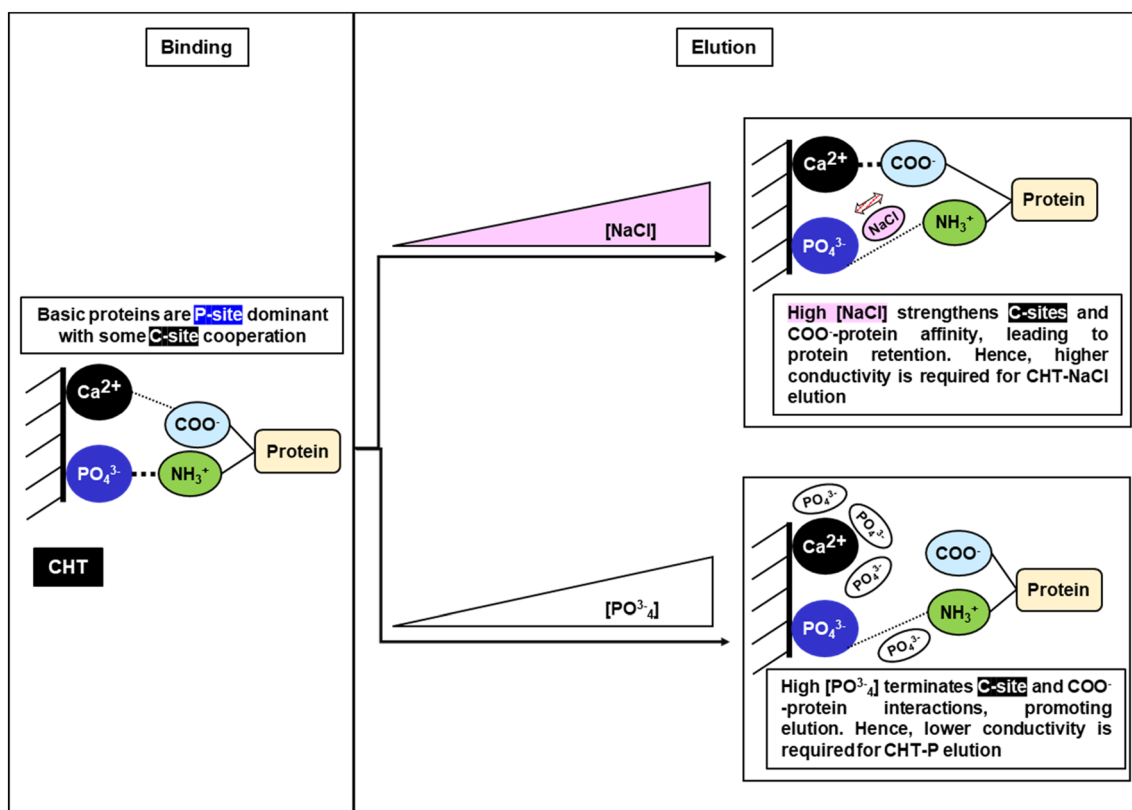 Binding
Elution
Basic proteins are P-site dominant
with some C-site cooperation
Ca²⁺
COO⁻
PO₄³⁻
NH₃⁺
Protein
CHT
[NaCl]
Ca²⁺
COO⁻
NaCl
PO₄³⁻
NH₃⁺
Protein
High [NaCl] strengthens C-sites and
COO⁻-protein affinity, leading to
protein retention. Hence, higher
conductivity is required for CHT-NaCl
elution
[PO³⁻₄]
PO₄³⁻
PO₄³⁻
Ca²⁺
COO⁻
PO₄³⁻
Protein
PO₄³⁻
NH₃⁺
PO₄³⁻
High [PO³⁻₄] terminates C-site and COO⁻
-protein interactions, promoting
elution. Hence, lower conductivity is
required for CHT-P elution